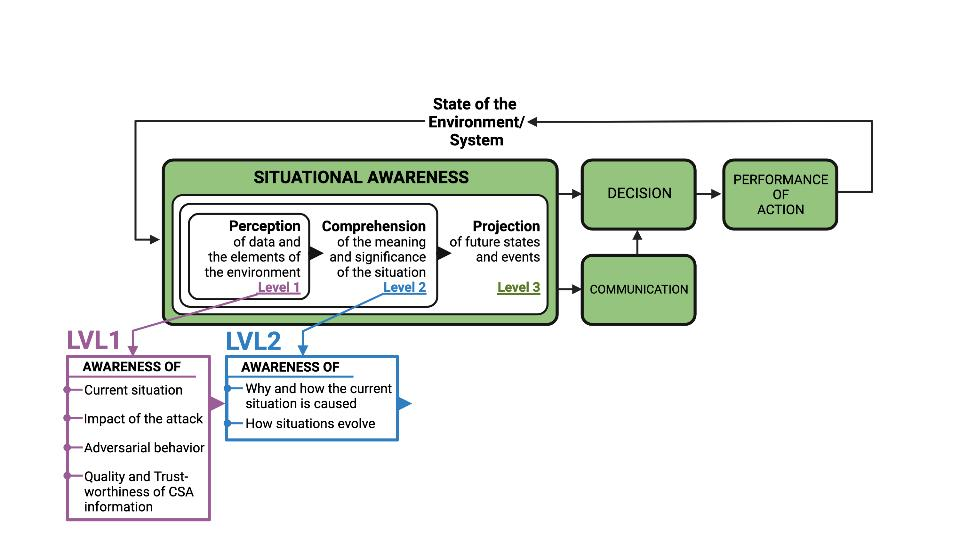 State of the
Environment/
System
SITUATIONAL AWARENESS
Perception
of data and
the elements of
the environment
Level 1
Comprehension
of the meaning
and significance
of the situation
Level 2
Projection
of future states
and events
Level 3
DECISION
PERFORMANCE
OF
ACTION
COMMUNICATION
LVL1
AWARENESS OF
Current situation
Impact of the attack
Adversarial behavior
Quality and Trust-
worthiness of CSA
information
LVL2
AWARENESS OF
Why and how the current
situation is caused
How situations evolve